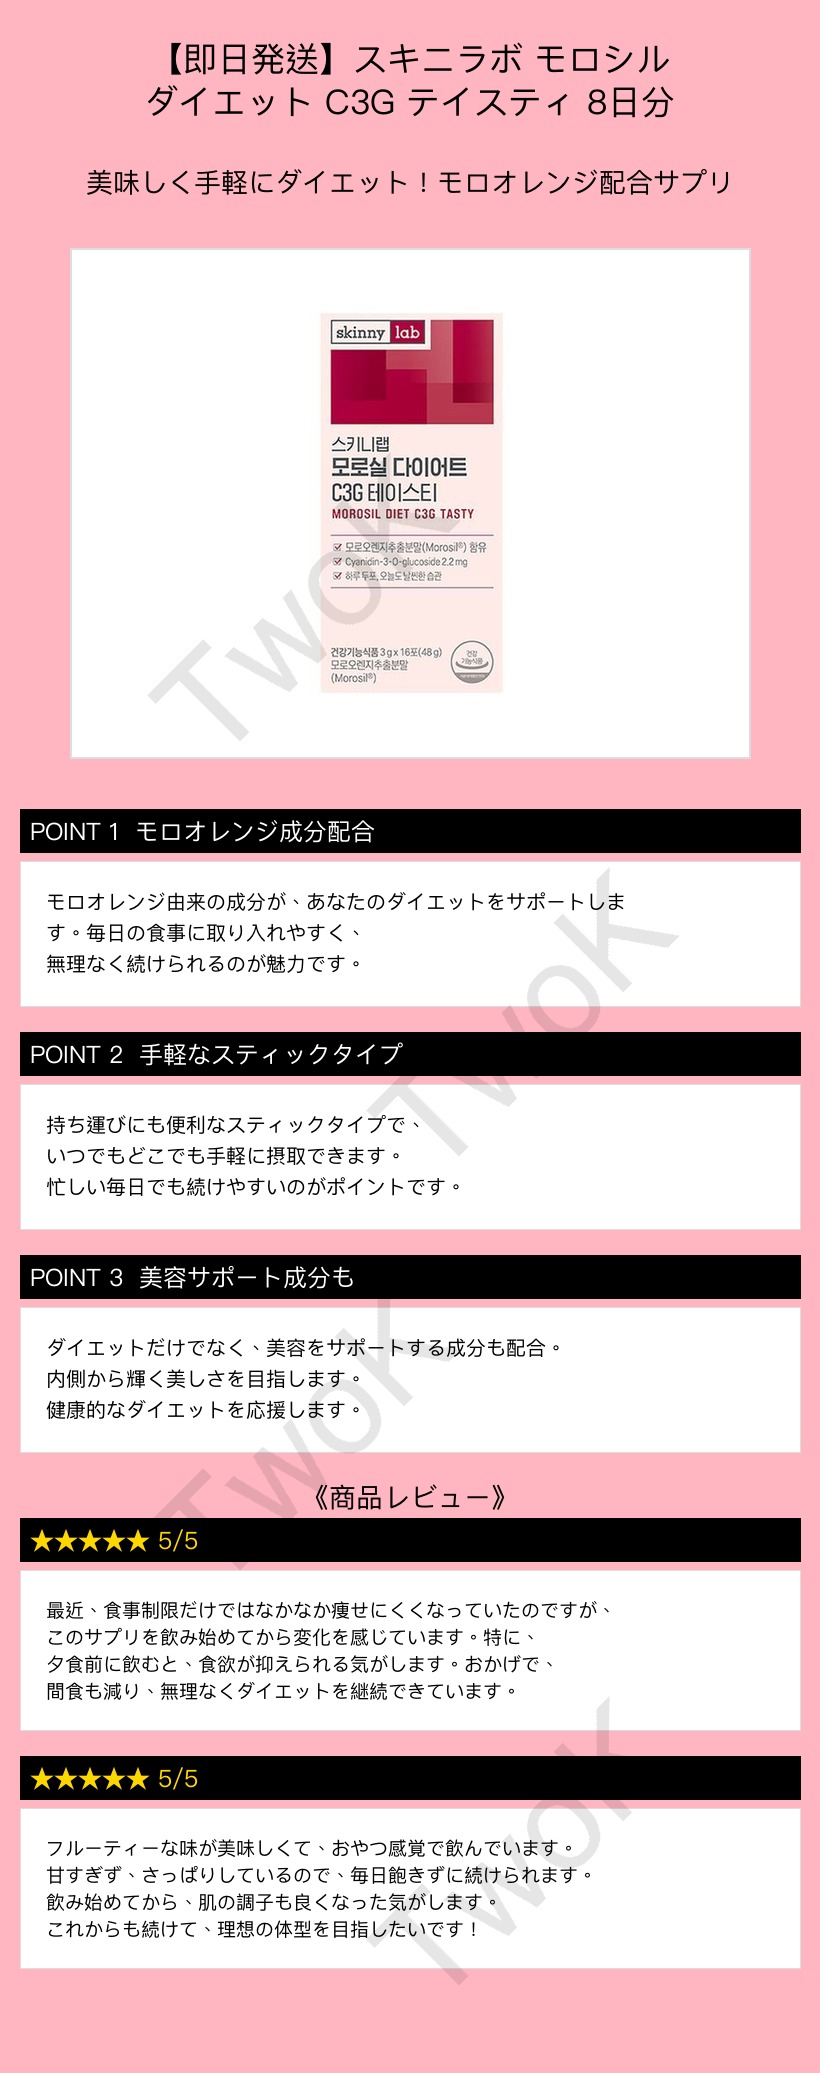 【即日発送】スキニラボ モロシル
ダイエット C3G テイスティ 8日分
美味しく手軽にダイエット！モロオレンジ配合サプリ
skinny lab
스키니랩
모로실 다이어트
C3G 테이스티
MOROSIL DIET C3G TASTY
모로오렌지추출분말(Morosil®) 함유
Cyanidin-3-O-glucoside 2.2 mg
하루 두포, 오늘도 날씬한 습관
건강기능식품 3 g x 16포(48 g)
모로오렌지추출분말
(Morosil®)
건강
기능식품
TwoK
POINT 1 モロオレンジ成分配合
モロオレンジ由来の成分が、あなたのダイエットをサポートしま
す。毎日の食事に取り入れやすく、
無理なく続けられるのが魅力です。
TwoK
POINT 2 手軽なスティックタイプ
持ち運びにも便利なスティックタイプで、
いつでもどこでも手軽に摂取できます。
忙しい毎日でも続けやすいのがポイントです。
POINT 3 美容サポート成分も
ダイエットだけでなく、美容をサポートする成分も配合。
内側から輝く美しさを目指します。
健康的なダイエットを応援します。
TwoK
《商品レビュー》
★★★★★ 5/5
最近、食事制限だけではなかなか痩せにくくなっていたのですが、
このサプリを飲み始めてから変化を感じています。特に、
夕食前に飲むと、食欲が抑えられる気がします。おかげで、
間食も減り、無理なくダイエットを継続できています。
★★★★★ 5/5
フルーティーな味が美味しくて、おやつ感覚で飲んでいます。
甘すぎず、さっぱりしているので、毎日飽きずに続けられます。
飲み始めてから、肌の調子も良くなった気がします。
これからも続けて、理想の体型を目指したいです！
TwoK